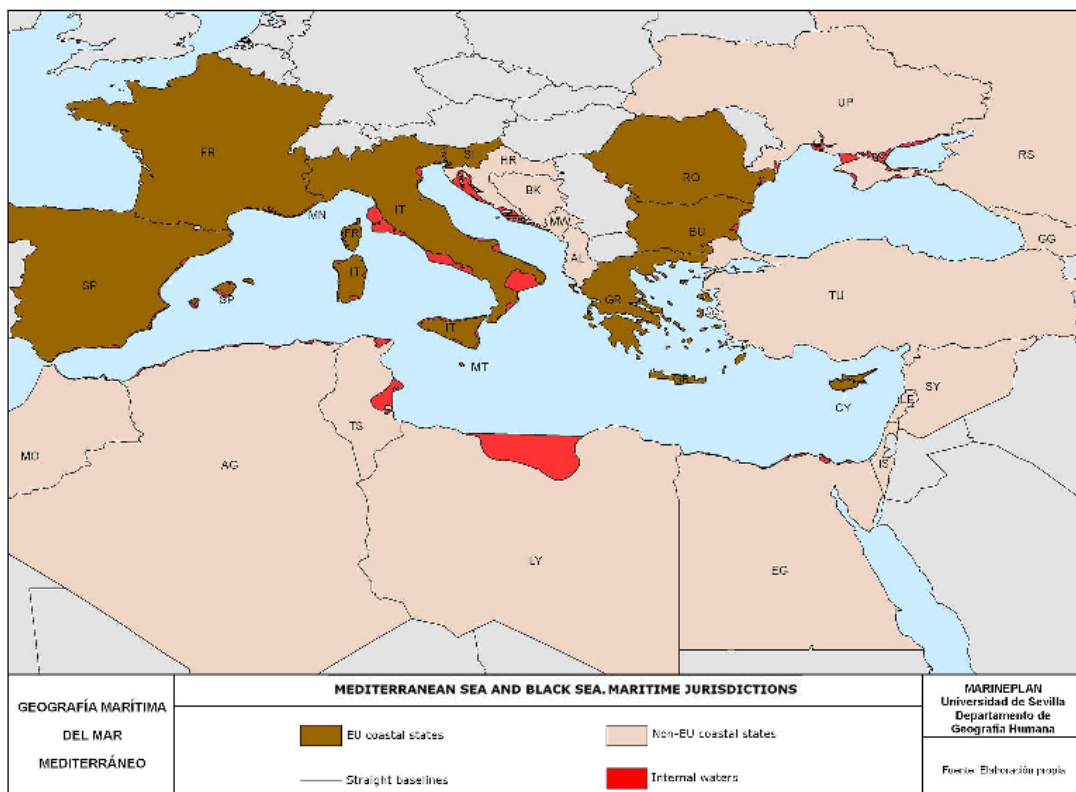 UP
RS
FR
SI
HR
BK
RO
MN
IT
MW
BU
FR
AL
GG
SP
SP
IT
GR
TU
IT
MT
GR
CY
SY
LE
IS
MO
AG
TS
LY
EG
GEOGRAFÍA MARÍTIMA
DEL MAR
MEDITERRÁNEO
MEDITERRANEAN SEA AND BLACK SEA. MARITIME JURISDICTIONS
EU coastal states
Non-EU coastal states
Straight baselines
Internal waters
MARINEPLAN
Universidad de Sevilla
Departamento de
Geografía Humana
Fuente: Elaboración propia